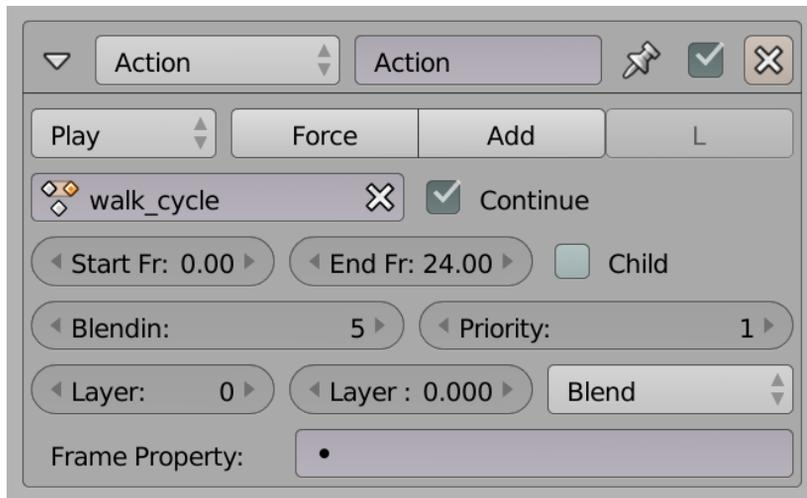 Action Action
Play Force Add L
walk_cycle Continue
Start Fr: 0.00 End Fr: 24.00 Child
Blendin: 5 Priority: 1
Layer: 0 Layer : 0.000 Blend
Frame Property: •